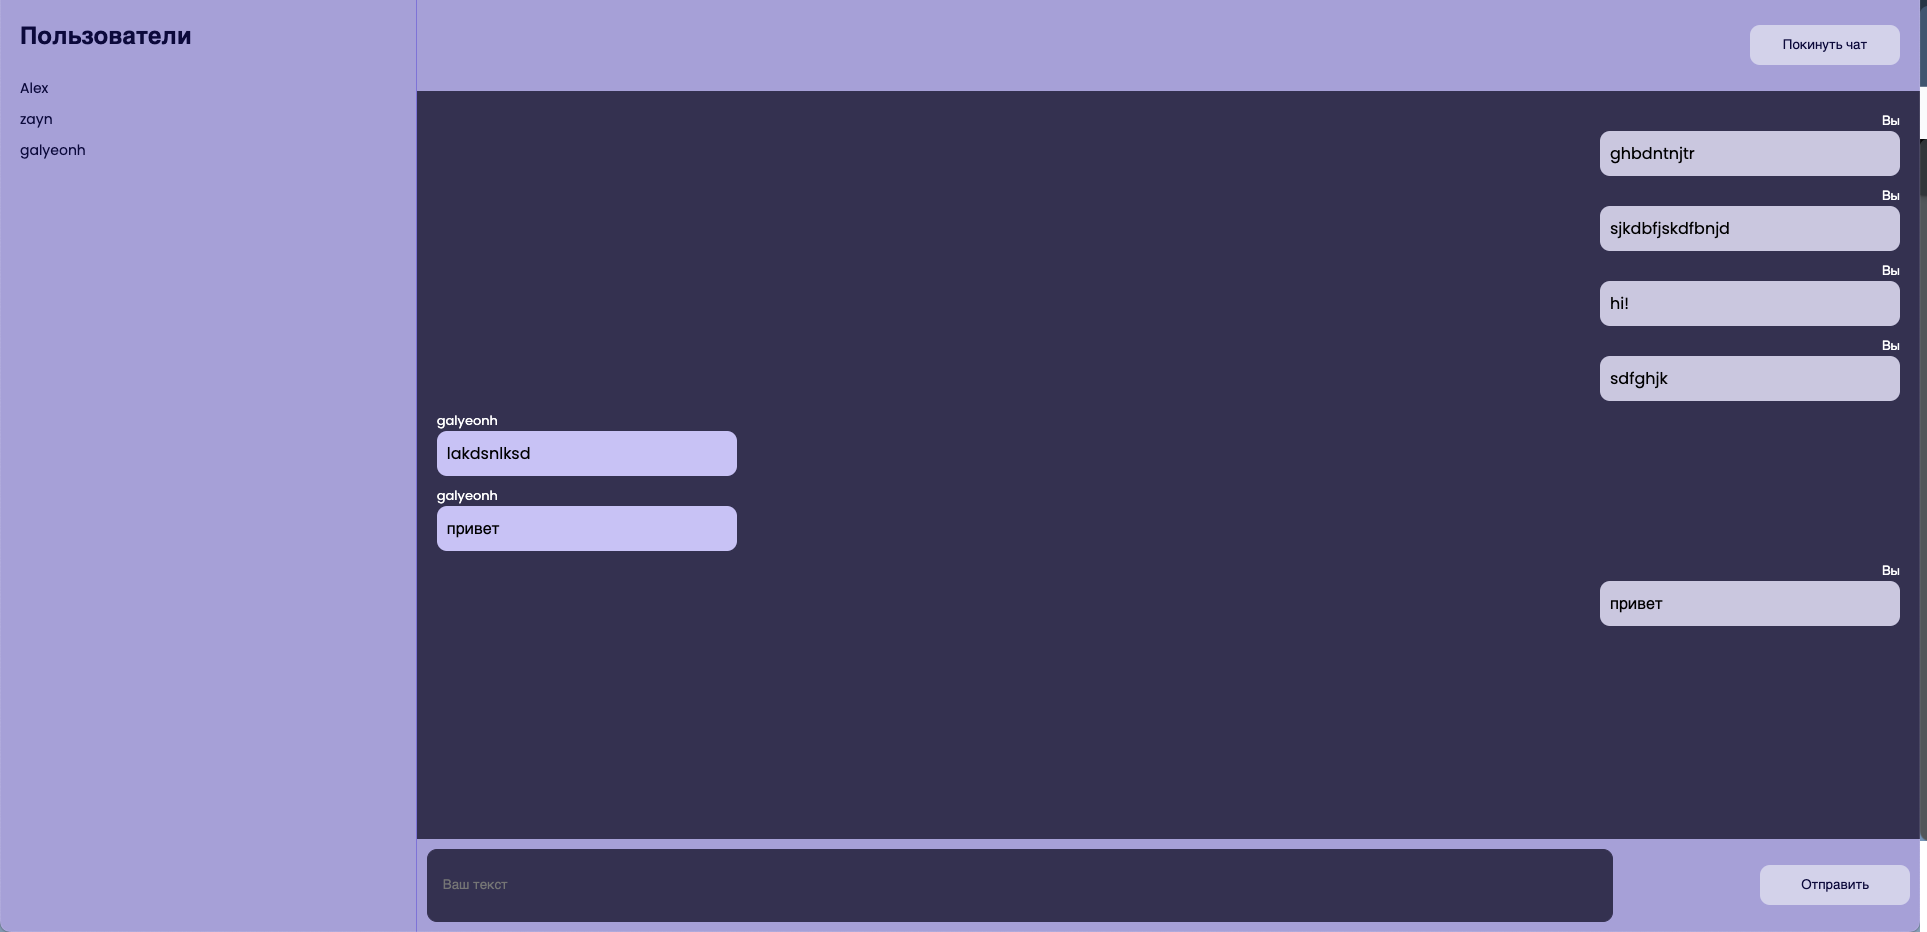 Пользователи
Alex
zayn
galyeonh
Покинуть чат
Вы
ghbdntnjtr
Вы
sjkdbfjskdfbnjd
Вы
hi!
Вы
sdfghjk
galyeonh
lakdsnlksd
galyeonh
привет
Вы
привет
Ваш текст
Отправить